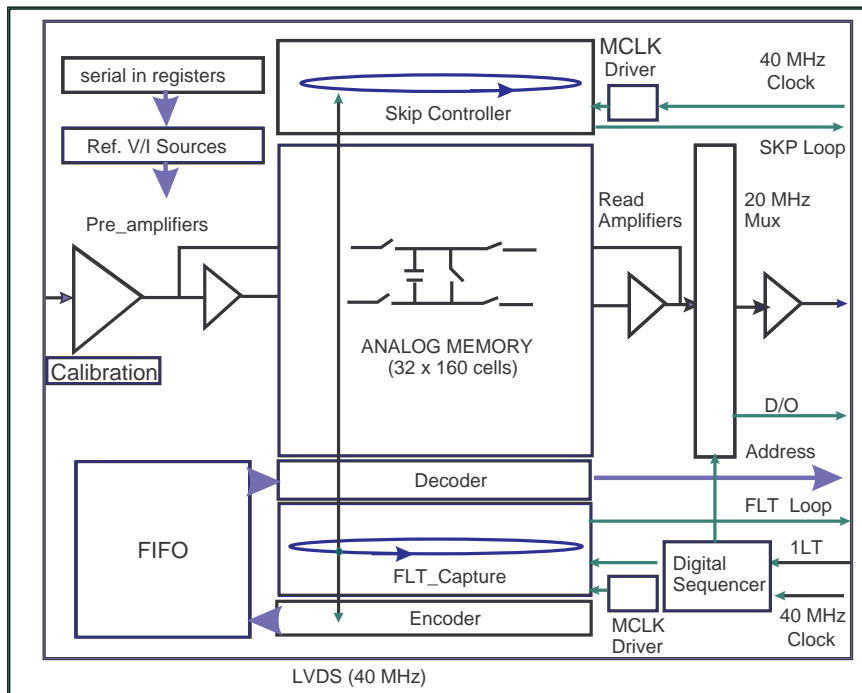 serial in registers
Ref. V/I Sources
Pre_amplifiers
Calibration
Skip Controller
MCLK
Driver
40 MHz
Clock
SKP Loop
Read
Amplifiers
20 MHz
Mux
ANALOG MEMORY
(32 x 160 cells)
D/O
Address
FIFO
Decoder
FLT Loop
FLT_Capture
Digital
Sequencer
1LT
Encoder
MCLK
Driver
40 MHz
Clock
LVDS (40 MHz)